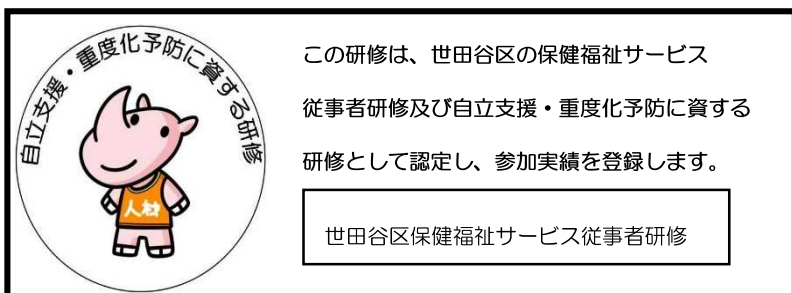 自立支援・重度化予防に資する研修
人材
この研修は、世田谷区の保健福祉サービス
従事者研修及び自立支援・重度化予防に資する
研修として認定し、参加実績を登録します。
世田谷区保健福祉サービス従事者研修